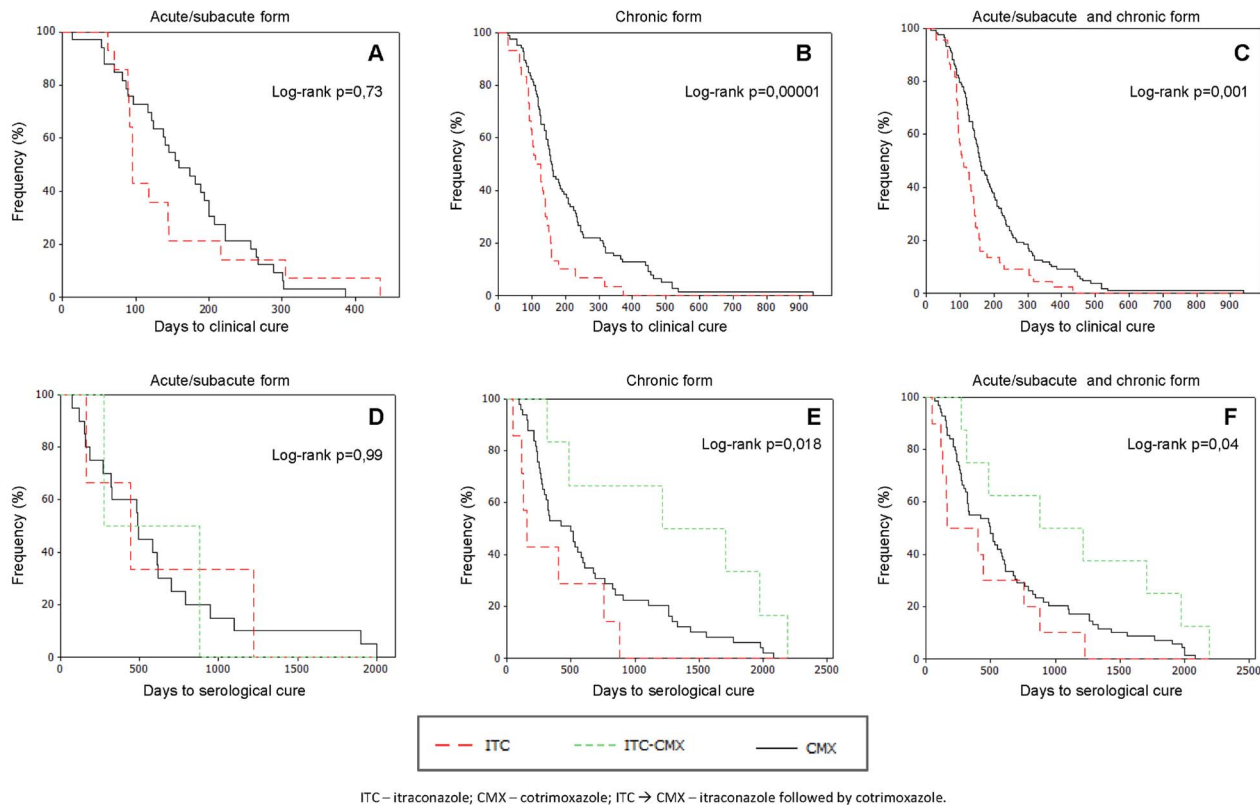 Acute/subacute form
A
Log-rank p=0,73
Frequency (%)
100
80
60
40
20
0
0 200 300 400
Days to clinical cure
Chronic form
B
Log-rank p=0,00001
Frequency (%)
100
80
60
40
20
0
0 100 200 300 400 500 600 700 800 900
Days to clinical cure
Acute/subacute and chronic form
C
Log-rank p=0,001
Frequency (%)
100
80
60
40
20
0
0 100 200 300 400 500 600 700 800 900
Days to clinical cure
Acute/subacute form
D
Log-rank p=0,99
Frequency (%)
100
80
60
40
20
0
0 500 1000 1500 2000
Days to serological cure
Chronic form
E
Log-rank p=0,018
Frequency (%)
100
80
60
40
20
0
0 500 1000 1500 2000 2500
Days to serological cure
Acute/subacute and chronic form
F
Log-rank p=0,04
Frequency (%)
100
80
60
40
20
0
0 500 1000 1500 2000 2500
Days to serological cure
ITC ITC-CMX CMX
ITC – itraconazole; CMX – cotrimoxazole; ITC → CMX – itraconazole followed by cotrimoxazole.